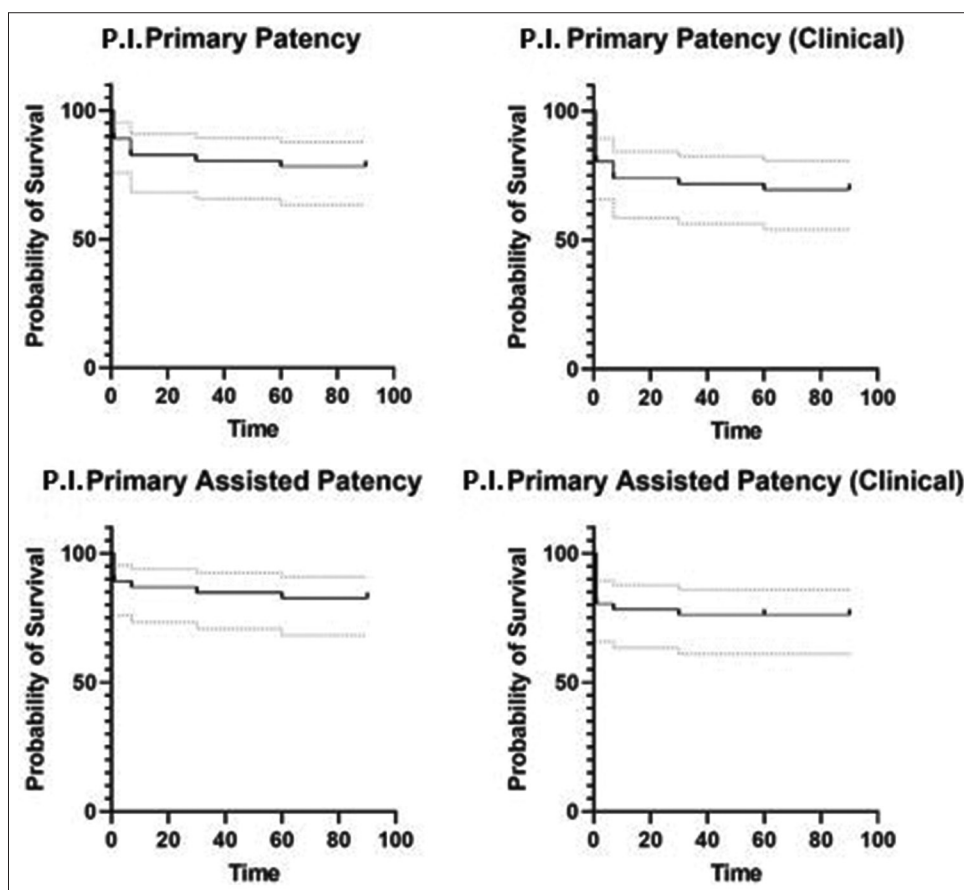 P.I.Primary Patency
Probability of Survival
100
50
0
0 20 40 60 80 100
Time
P.I. Primary Patency (Clinical)
Probability of Survival
100
50
0
0 20 40 60 80 100
Time
P.I.Primary Assisted Patency
Probability of Survival
100
50
0
0 20 40 60 80 100
Time
P.I.Primary Assisted Patency (Clinical)
Probability of Survival
100
50
0
0 20 40 60 80 100
Time